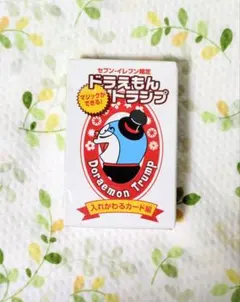 セブン-イレブン限定
ドラえもん
トランプ
マジックが
できる!
Doraemon Trump
入れかわるカード編